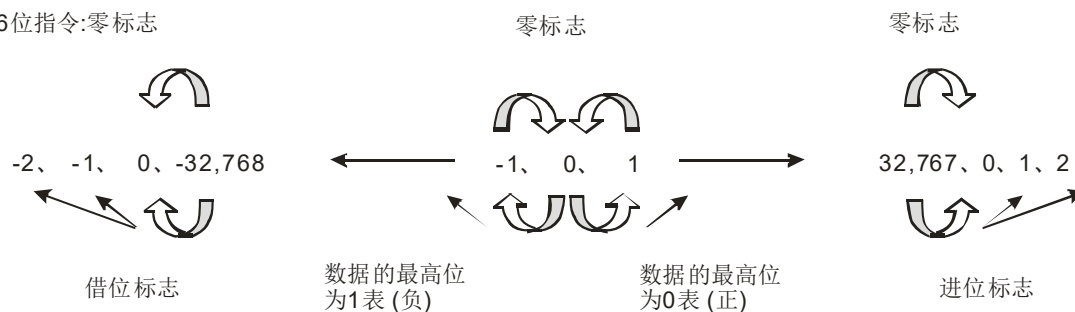 6位指令:零标志
零标志
零标志
-2、 -1、 0、-32,768
-1、 0、 1
32,767、0、1、2
借位标志
数据的最高位
为1表 (负)
数据的最高位
为0表 (正)
进位标志